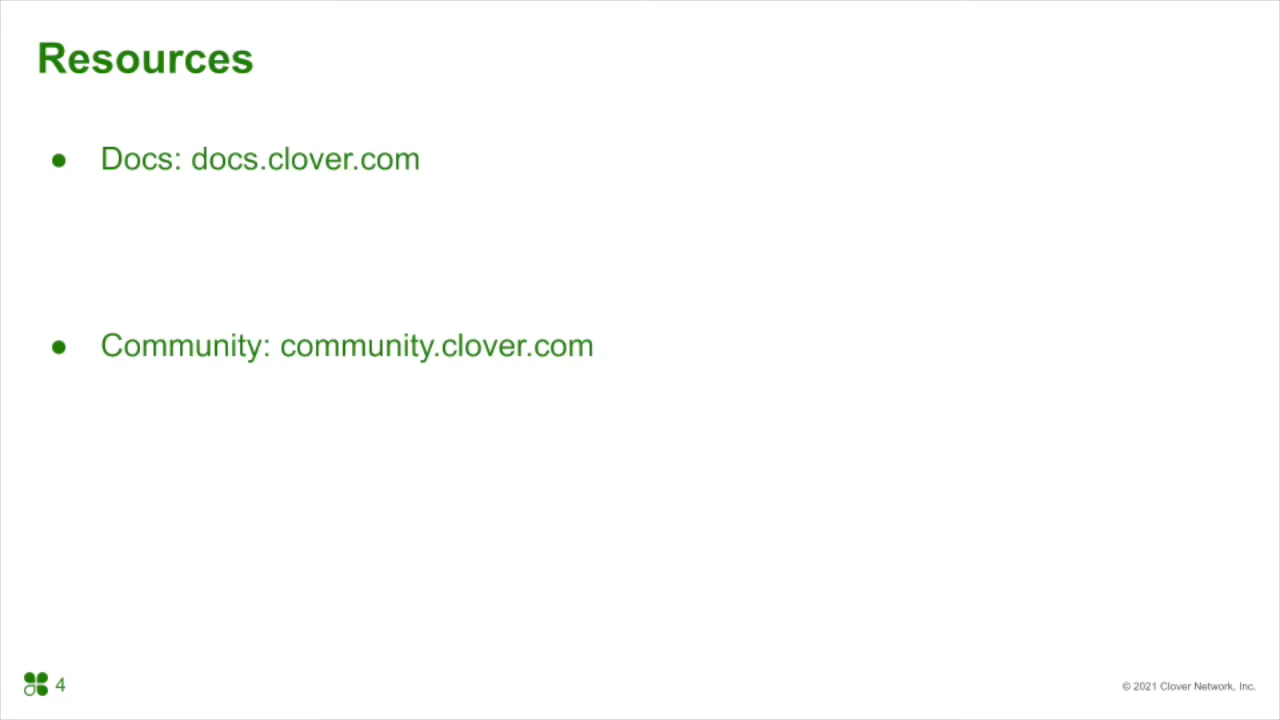 Resources
● Docs: docs.clover.com
● Community: community.clover.com
4
© 2021 Clover Network, Inc.